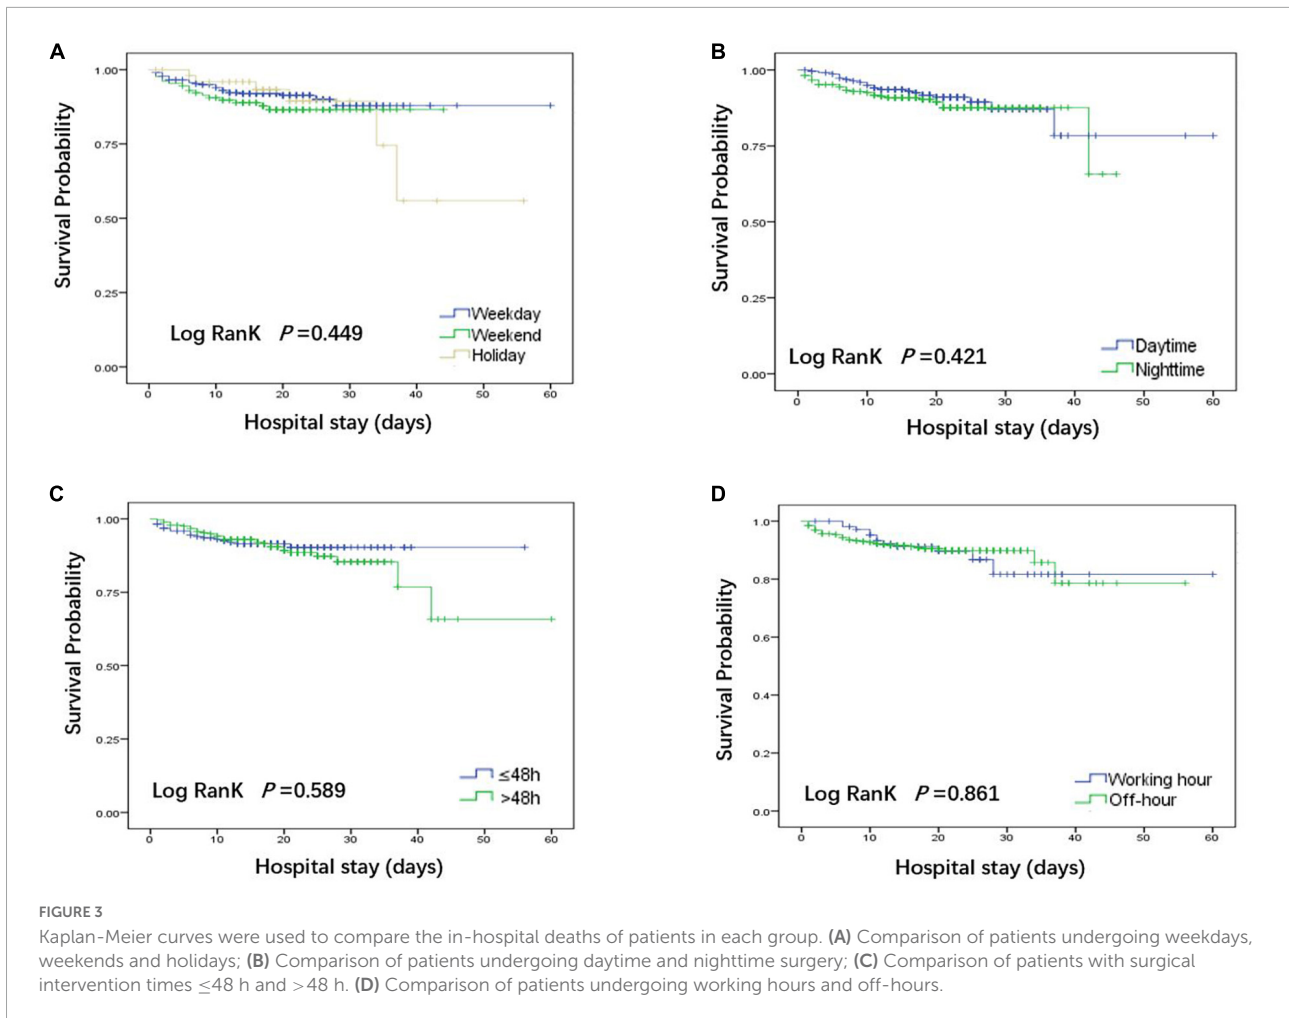 A
1.00
0.75
0.50
0.25
0.00
Survival Probability
Log RanK P=0.449
Weekday
Weekend
Holiday
0 10 20 30 40 50 60
Hospital stay (days)
B
1.00
0.75
0.50
0.25
0.00
Survival Probability
Log RanK P=0.421
Daytime
Nighttime
0 10 20 30 40 50 60
Hospital stay (days)
C
1.00
0.75
0.50
0.25
0.00
Survival Probability
Log RanK P=0.589
≤48h
>48h
0 10 20 30 40 50 60
Hospital stay (days)
D
1.0
0.8
0.6
0.4
0.2
0.0
Survival Probability
Log RanK P=0.861
Working hour
Off-hour
0 10 20 30 40 50 60
Hospital stay (days)
FIGURE 3
Kaplan-Meier curves were used to compare the in-hospital deaths of patients in each group. (A) Comparison of patients undergoing weekdays,
weekends and holidays; (B) Comparison of patients undergoing daytime and nighttime surgery; (C) Comparison of patients with surgical
intervention times ≤48 h and >48 h. (D) Comparison of patients undergoing working hours and off-hours.